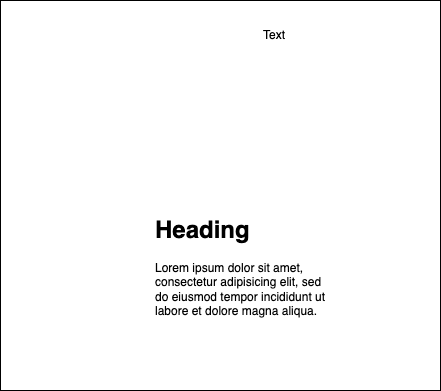 Text
Heading
Lorem ipsum dolor sit amet,
consectetur adipisicing elit, sed
do eiusmod tempor incididunt ut
labore et dolore magna aliqua.